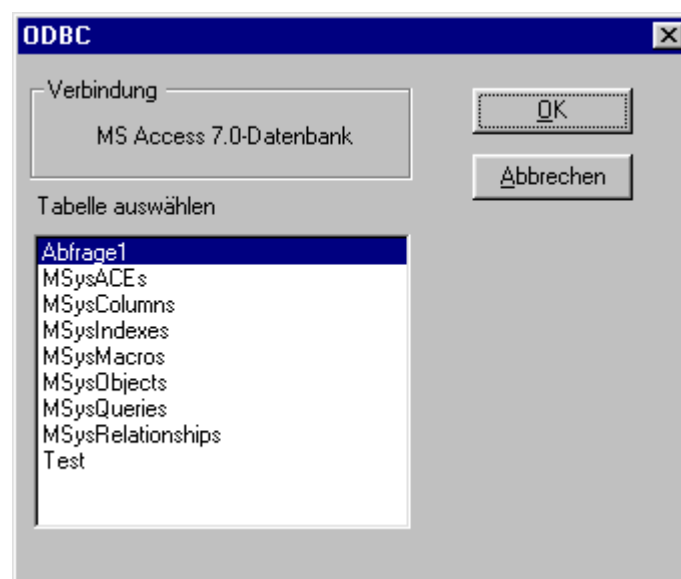 ODBC
Verbindung
MS Access 7.0-Datenbank
OK
Abbrechen
Tabelle auswählen
Abfrage1
MSysACEs
MSysColumns
MSysIndexes
MSysMacros
MSysObjects
MSysQueries
MSysRelationships
Test